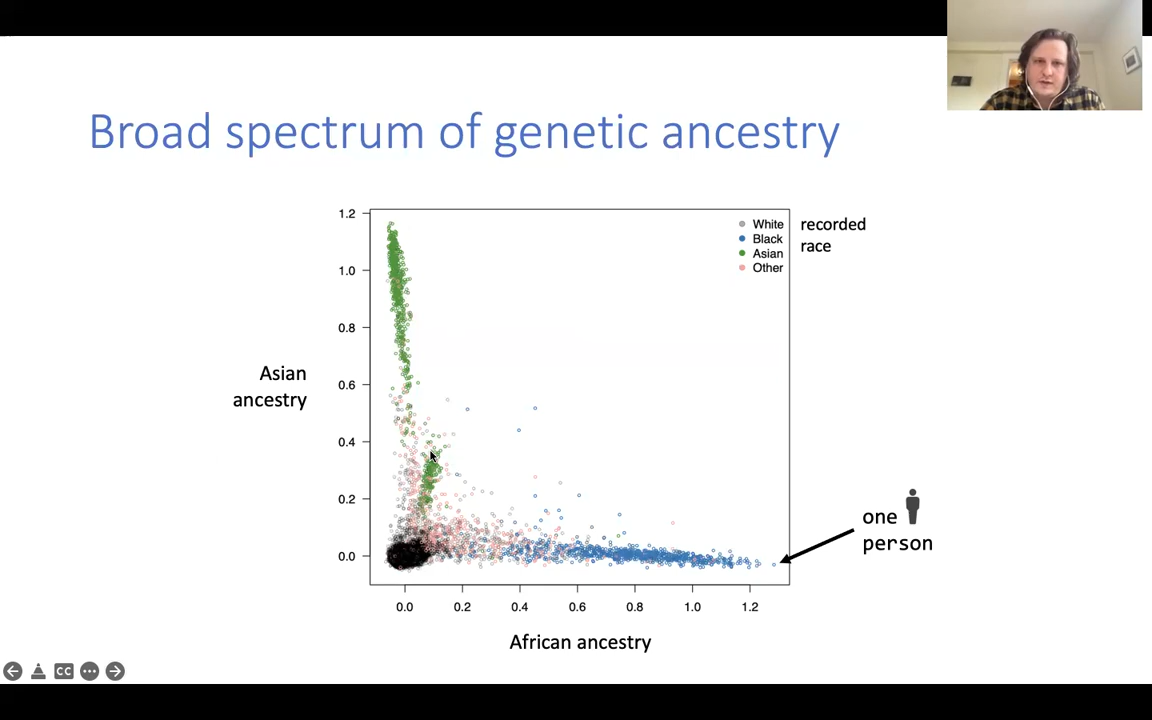 Broad spectrum of genetic ancestry
1.2
1.0
0.8
0.6
0.4
0.2
0.0
Asian
ancestry
White
Black
Asian
Other
recorded
race
one
person
0.0 0.2 0.4 0.6 0.8 1.0 1.2
African ancestry
CC